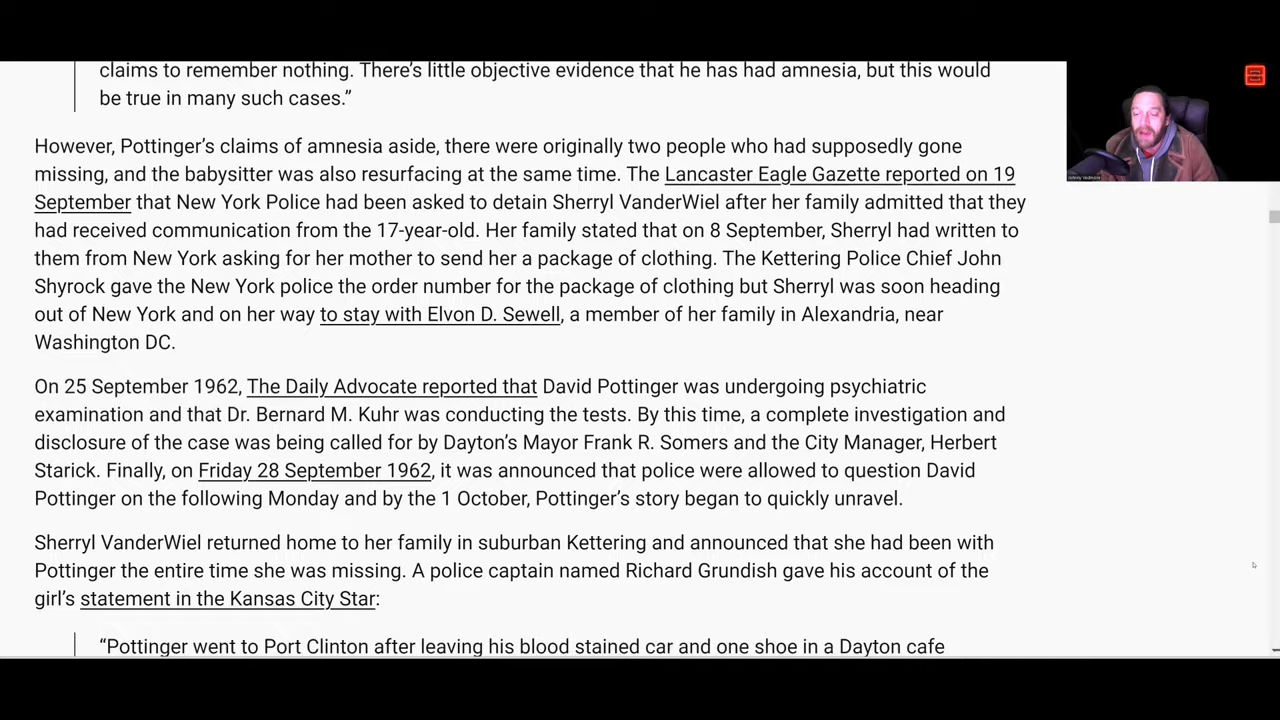 claims to remember nothing. There’s little objective evidence that he has had amnesia, but this would
be true in many such cases.”
However, Pottinger’s claims of amnesia aside, there were originally two people who had supposedly gone
missing, and the babysitter was also resurfacing at the same time. The Lancaster Eagle Gazette reported on 19
September that New York Police had been asked to detain Sherryl VanderWiel after her family admitted that they
had received communication from the 17-year-old. Her family stated that on 8 September, Sherryl had written to
them from New York asking for her mother to send her a package of clothing. The Kettering Police Chief John
Shyrock gave the New York police the order number for the package of clothing but Sherryl was soon heading
out of New York and on her way to stay with Elvon D. Sewell, a member of her family in Alexandria, near
Washington DC.
On 25 September 1962, The Daily Advocate reported that David Pottinger was undergoing psychiatric
examination and that Dr. Bernard M. Kuhr was conducting the tests. By this time, a complete investigation and
disclosure of the case was being called for by Dayton’s Mayor Frank R. Somers and the City Manager, Herbert
Starick. Finally, on Friday 28 September 1962, it was announced that police were allowed to question David
Pottinger on the following Monday and by the 1 October, Pottinger’s story began to quickly unravel.
Sherryl VanderWiel returned home to her family in suburban Kettering and announced that she had been with
Pottinger the entire time she was missing. A police captain named Richard Grundish gave his account of the
girl’s statement in the Kansas City Star:
“Pottinger went to Port Clinton after leaving his blood stained car and one shoe in a Dayton cafe
Johnny Vedmore